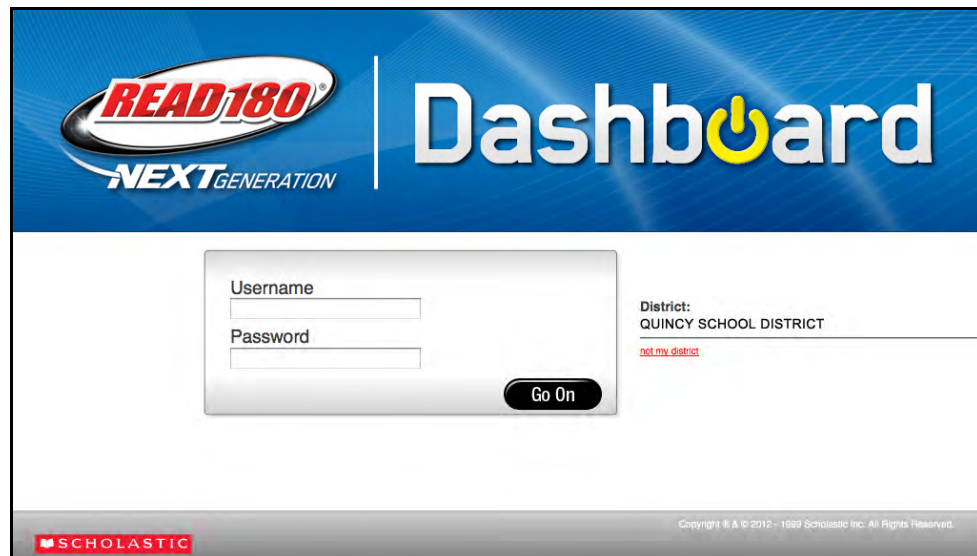 READ180®
NEXT GENERATION
Dashboard
Username
Password
Go On
District:
QUINCY SCHOOL DISTRICT
not my district
Copyright ® & © 2012 - 1999 Scholastic Inc. All Rights Reserved.
SCHOLASTIC